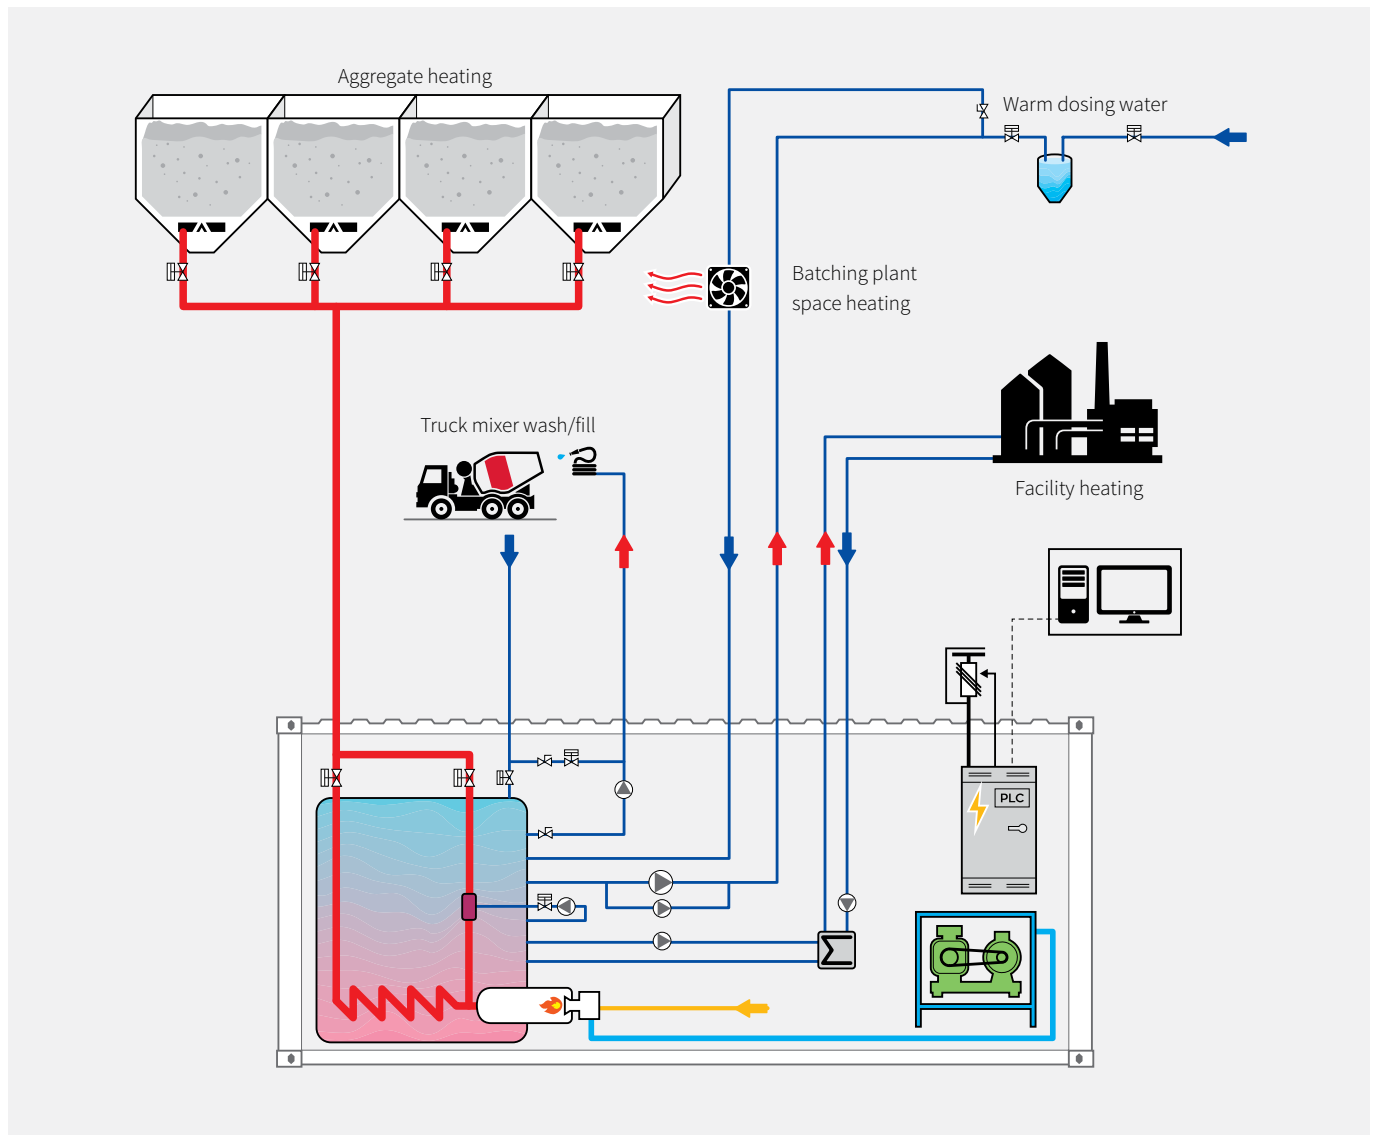 Aggregate heating
Warm dosing water
Batching plant
space heating
Truck mixer wash/fill
Facility heating
PLC